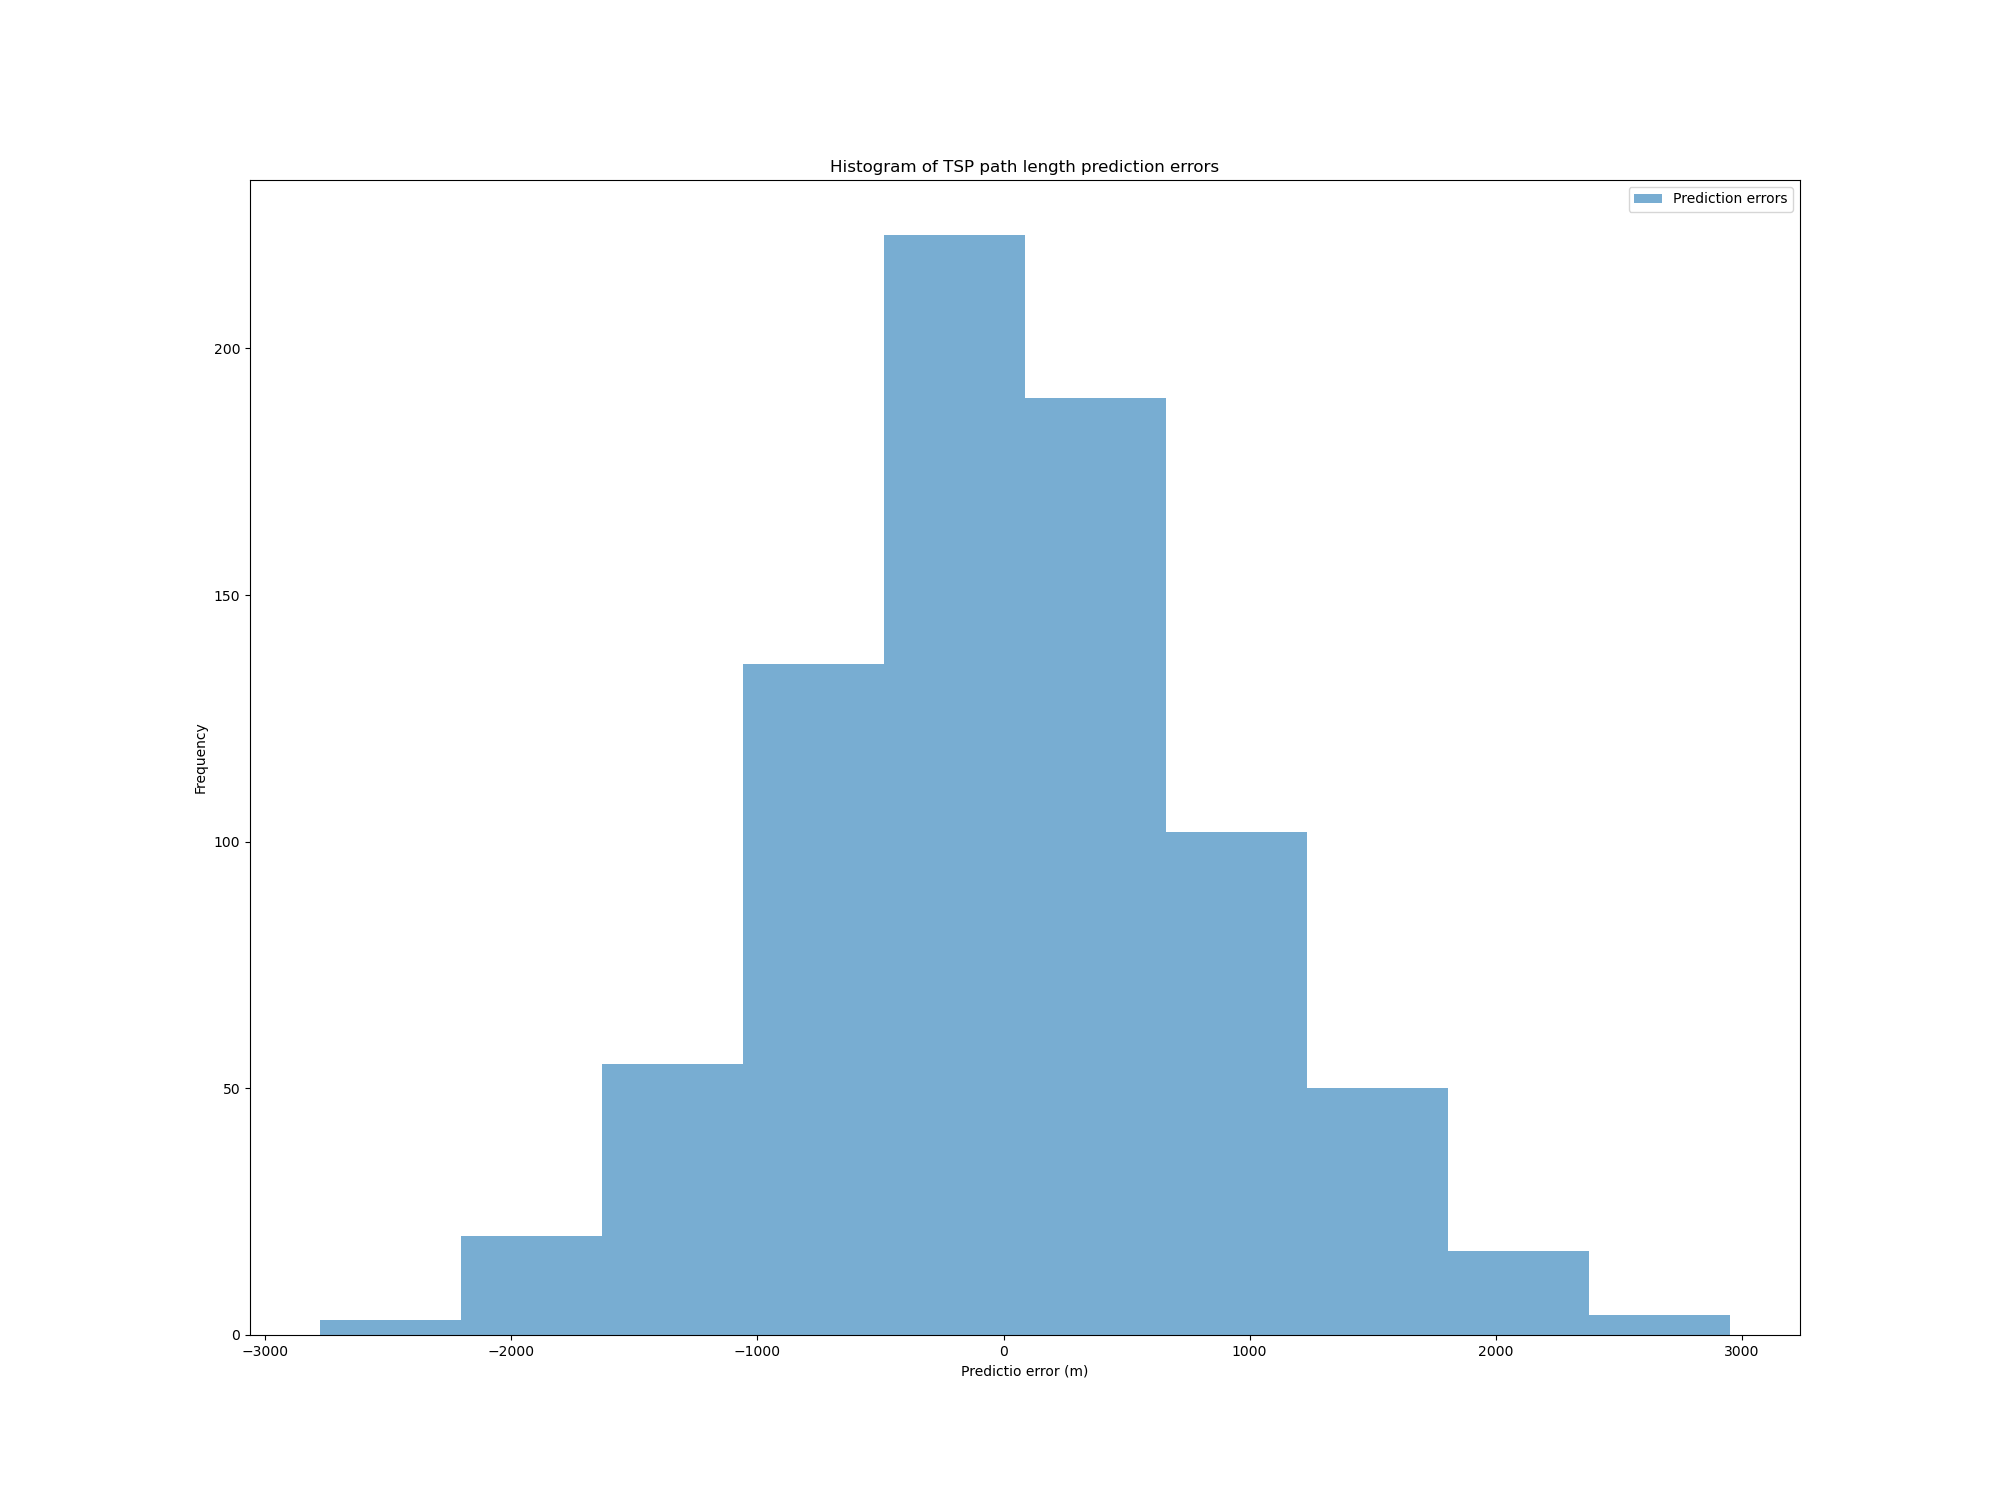 Histogram of TSP path length prediction errors
Prediction errors
200
150
100
50
0
Frequency
−3000 −2000 −1000 0 1000 2000 3000
Predictio error (m)